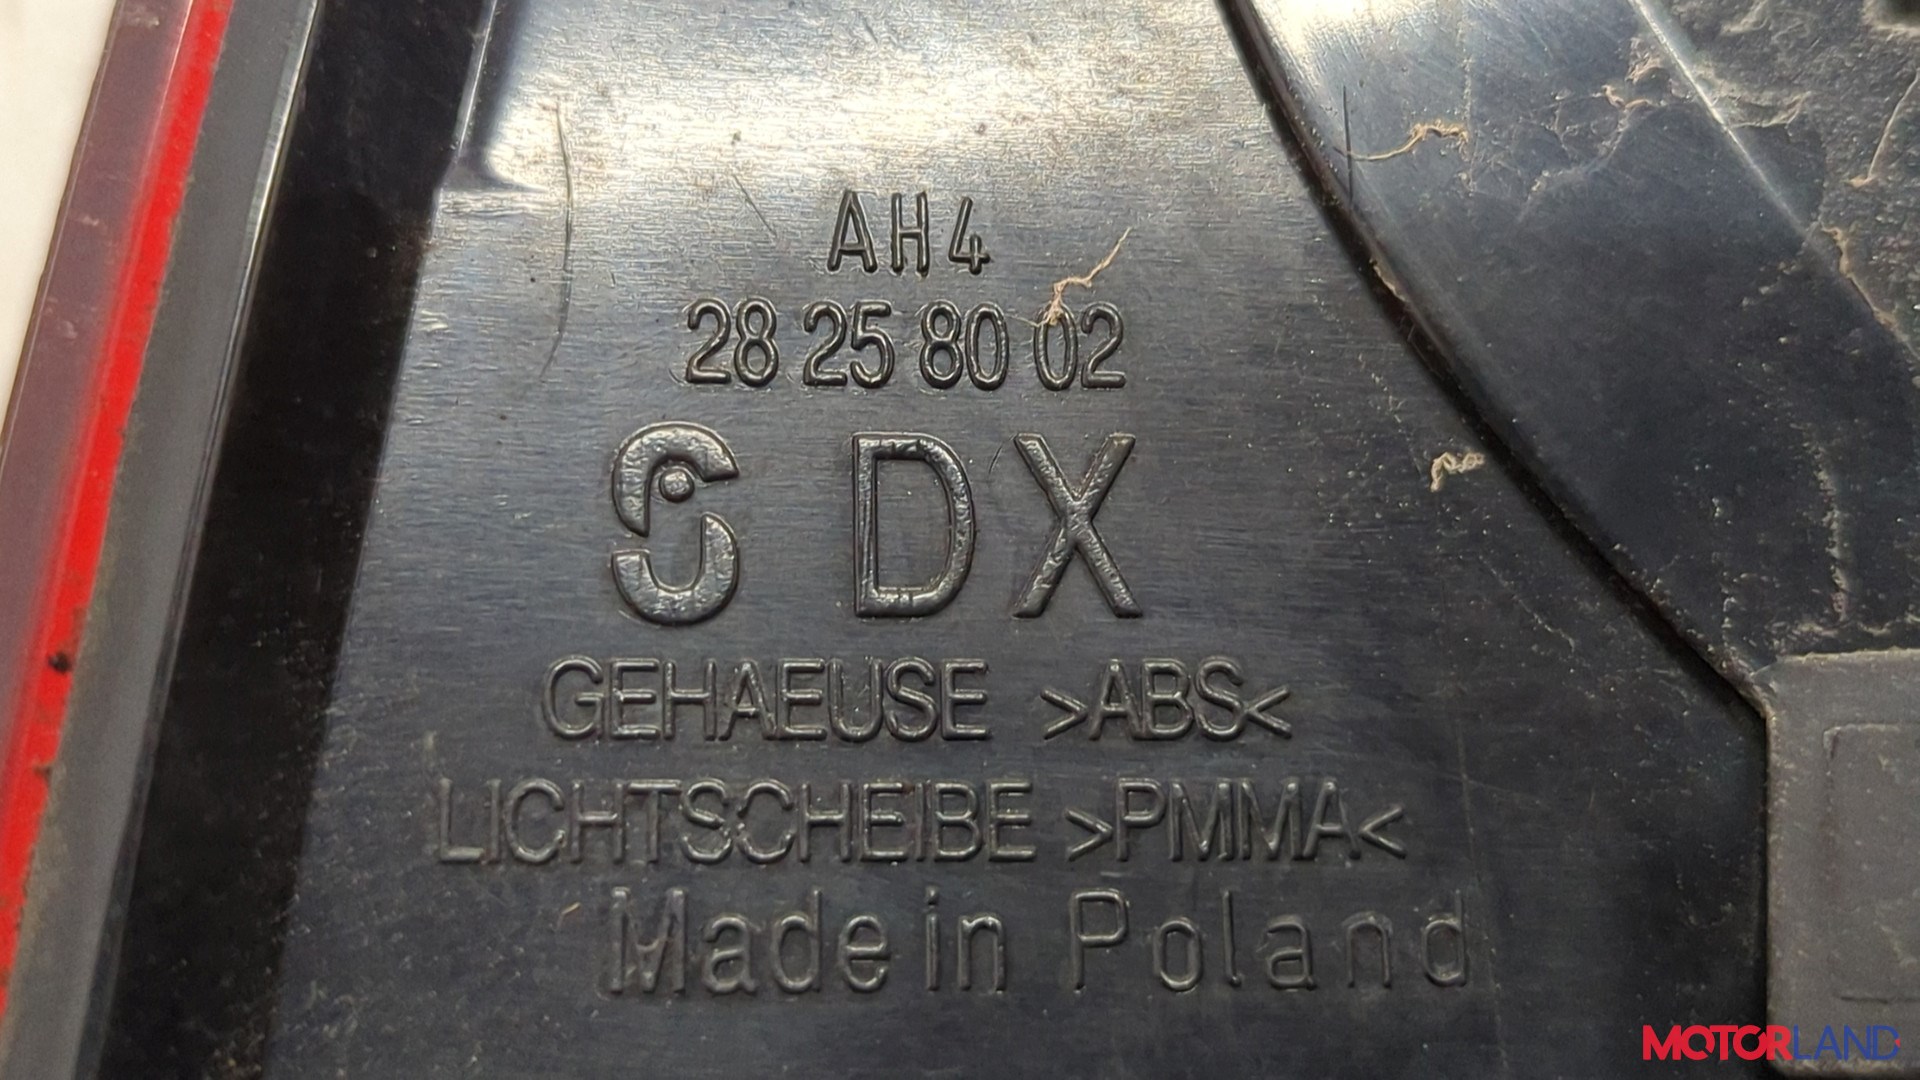 AH4
28 25 80 02
DX
GEHAEUSE >ABS<
LICHTSCHEIBE >PMMA<
Made in Poland
MOTORLAND